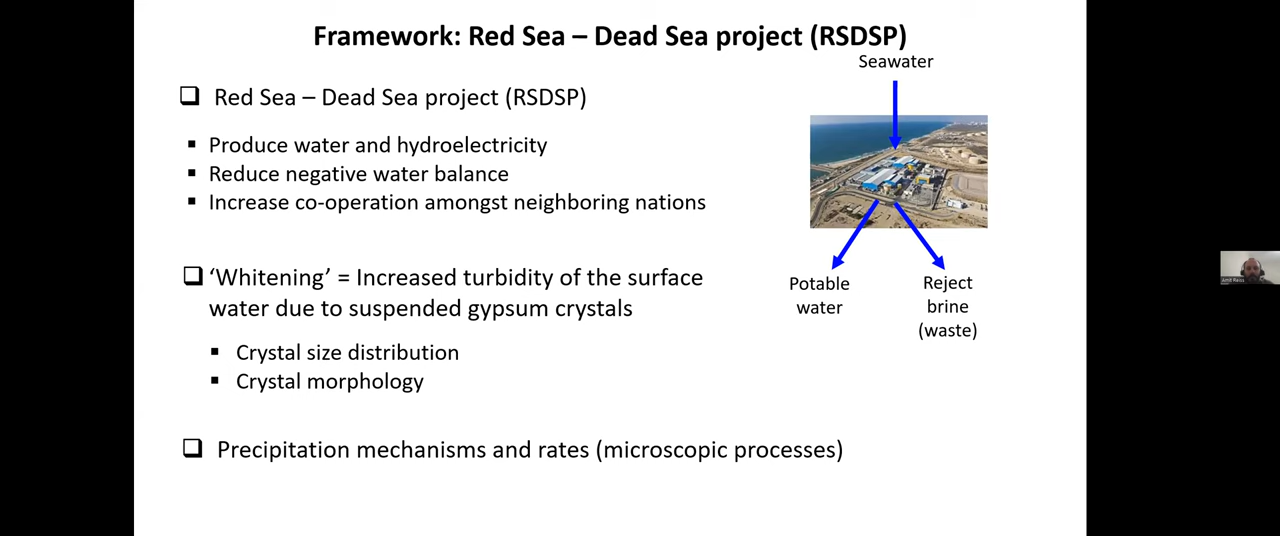 Framework: Red Sea – Dead Sea project (RSDSP)
Seawater
Red Sea – Dead Sea project (RSDSP)
Produce water and hydroelectricity
Reduce negative water balance
Increase co-operation amongst neighboring nations
Potable
water
Reject
brine
(waste)
‘Whitening’ = Increased turbidity of the surface
water due to suspended gypsum crystals
Crystal size distribution
Crystal morphology
Precipitation mechanisms and rates (microscopic processes)
Amit Reiss